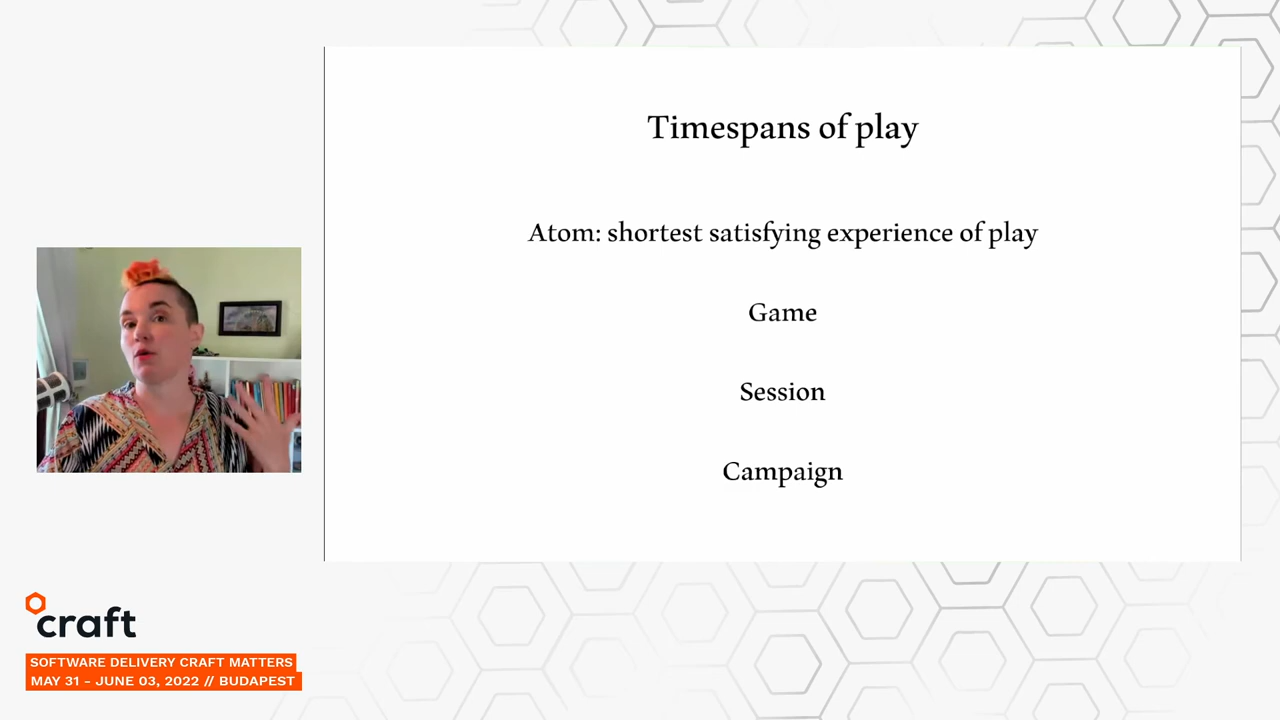 Timespans of play
Atom: shortest satisfying experience of play
Game
Session
Campaign
craft
SOFTWARE DELIVERY CRAFT MATTERS
MAY 31 - JUNE 03, 2022 // BUDAPEST